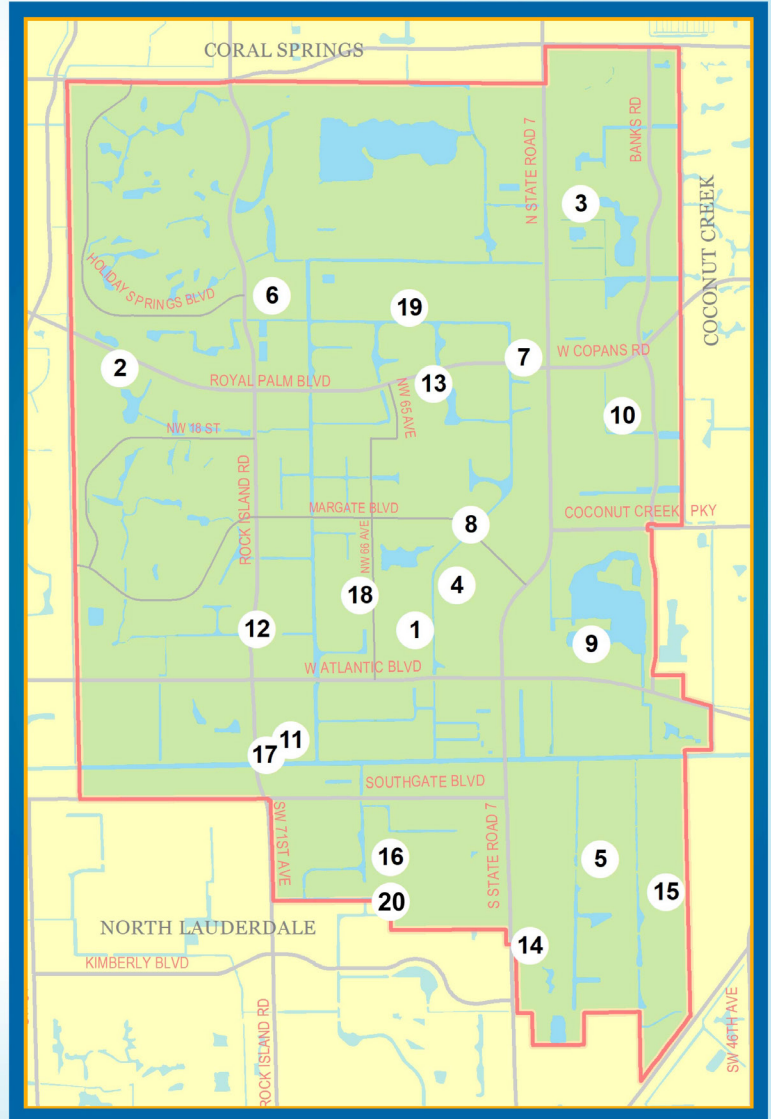 CORAL SPRINGS
N STATE ROAD 7
BANKS RD
3
COCONUT CREEK
HOLIDAY SPRINGS BLVD
6
19
2
ROYAL PALM BLVD
13
7
W COPANS RD
NW 65 AVE
10
NW 18 ST
ROCK ISLAND RD
MARGATE BLVD
8
COCONUT CREEK PKY
NW 66 AVE
18
4
12
1
9
W ATLANTIC BLVD
11
17
SOUTHGATE BLVD
SW 71ST AVE
16
S STATE ROAD 7
5
15
20
NORTH LAUDERDALE
14
KIMBERLY BLVD
ROCK ISLAND RD
SW 46TH AVE